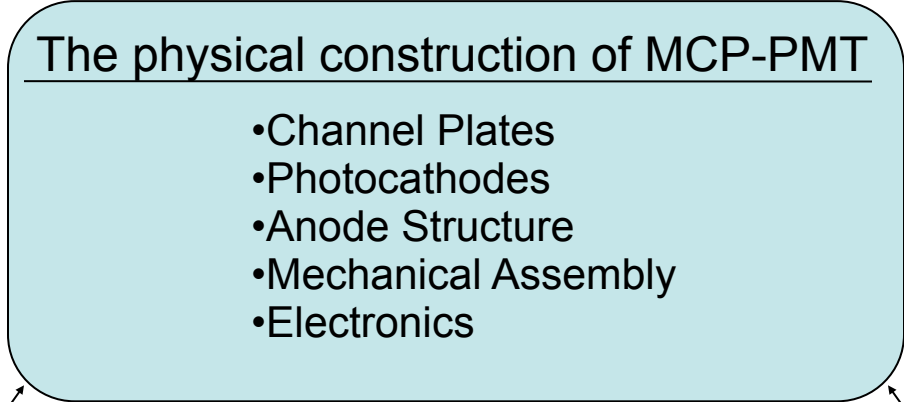 The physical construction of MCP-PMT
•Channel Plates
•Photocathodes
•Anode Structure
•Mechanical Assembly
•Electronics